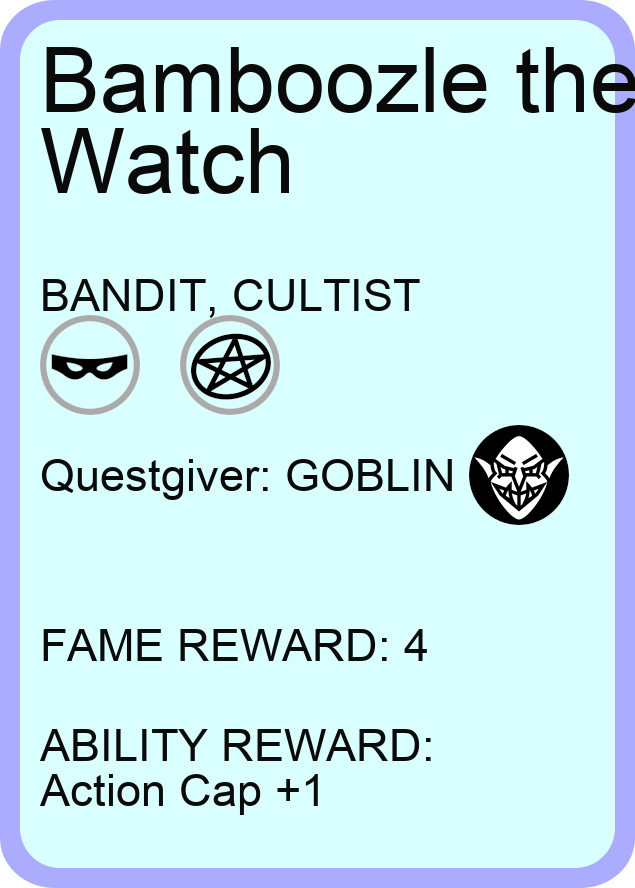 Bamboozle the
Watch
BANDIT, CULTIST
Questgiver: GOBLIN
FAME REWARD: 4
ABILITY REWARD:
Action Cap +1